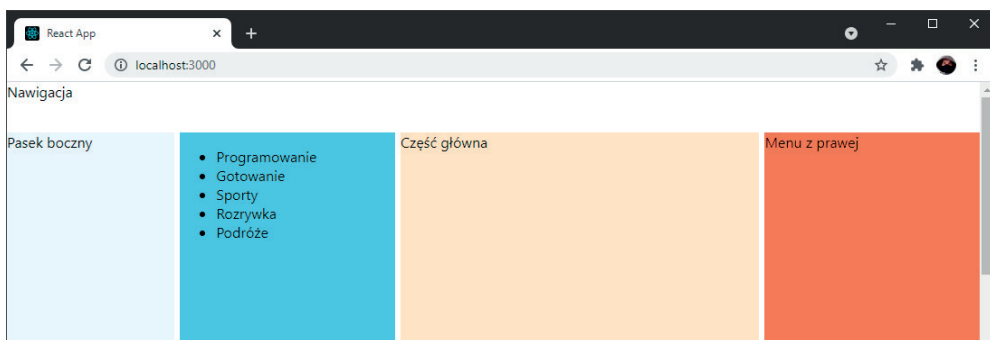 React App
localhost:3000
Nawigacja
Pasek boczny
Programowanie
Gotowanie
Sporty
Rozrywka
Podróże
Część główna
Menu z prawej